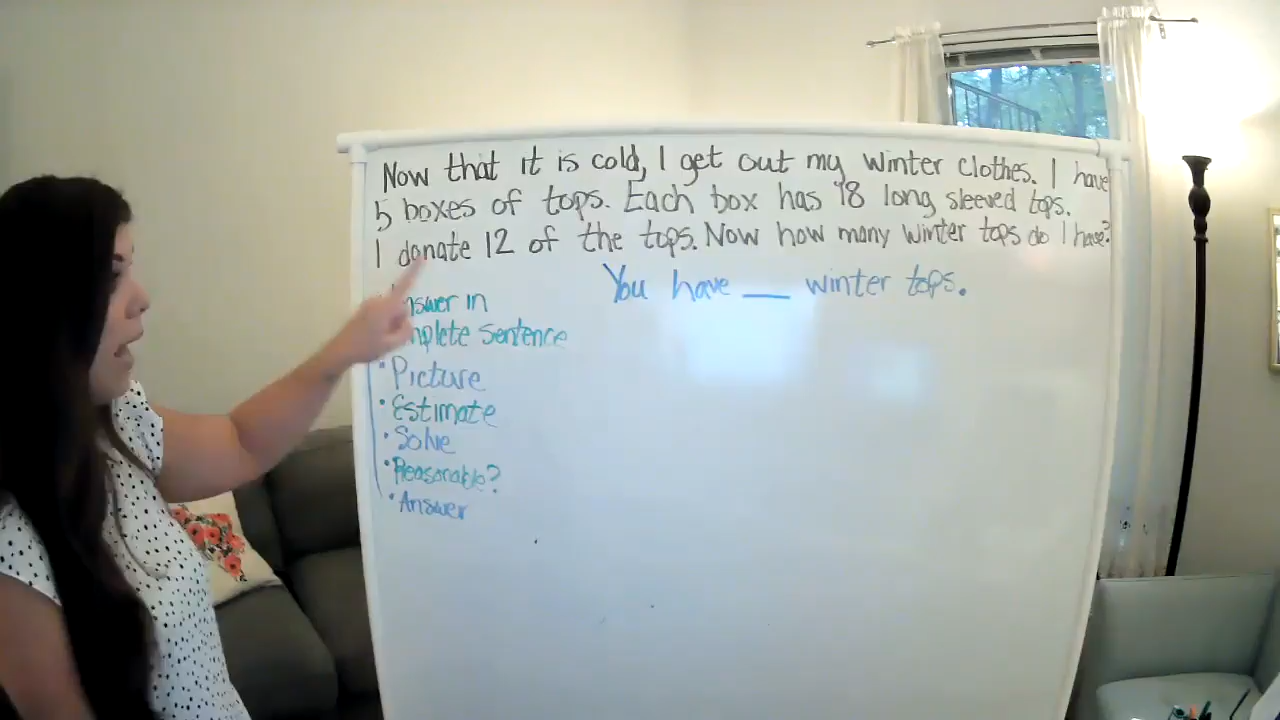 Now that it is cold, I get out my winter clothes. I have
5 boxes of tops. Each box has 18 long sleeved tops.
I donate 12 of the tops. Now how many winter tops do I have?
You have ___ winter tops.
in
sentence
• Picture
• Estimate
• Solve
• Reasonable?
• Answer